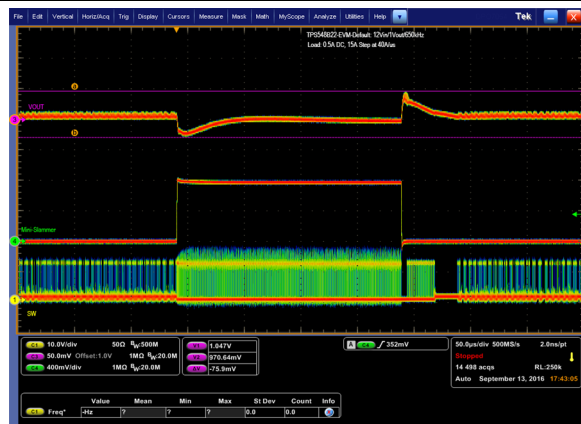 File Edit Vertical Horiz/Acq Trig Display Cursors Measure Mask Math MyScope Analyze Utilities Help Tek X
TPS548B22-EVM-Default: 12Vin/1Vout/650kHz
Load: 0.5A DC, 15A Step at 40A/us
a
VOUT
b
Mini-Slammer
4
1
SW
C1 10.0V/div 50Ω BW:500M
50.0mV Offset:1.0V 1MΩ BW:20.0M
C4 400mV/div 1MΩ BW:20.0M
V1 1.047V
V2 970.64mV
ΔV -75.9mV
A C4 352mV
50.0µs/div 500MS/s 2.0ns/pt
Stopped
14 498 acqs RL:250k
Auto September 13, 2016 17:43:05
Value Mean Min Max St Dev Count Info
C1 Freq* -Hz ? ? ? 0.0 0.0